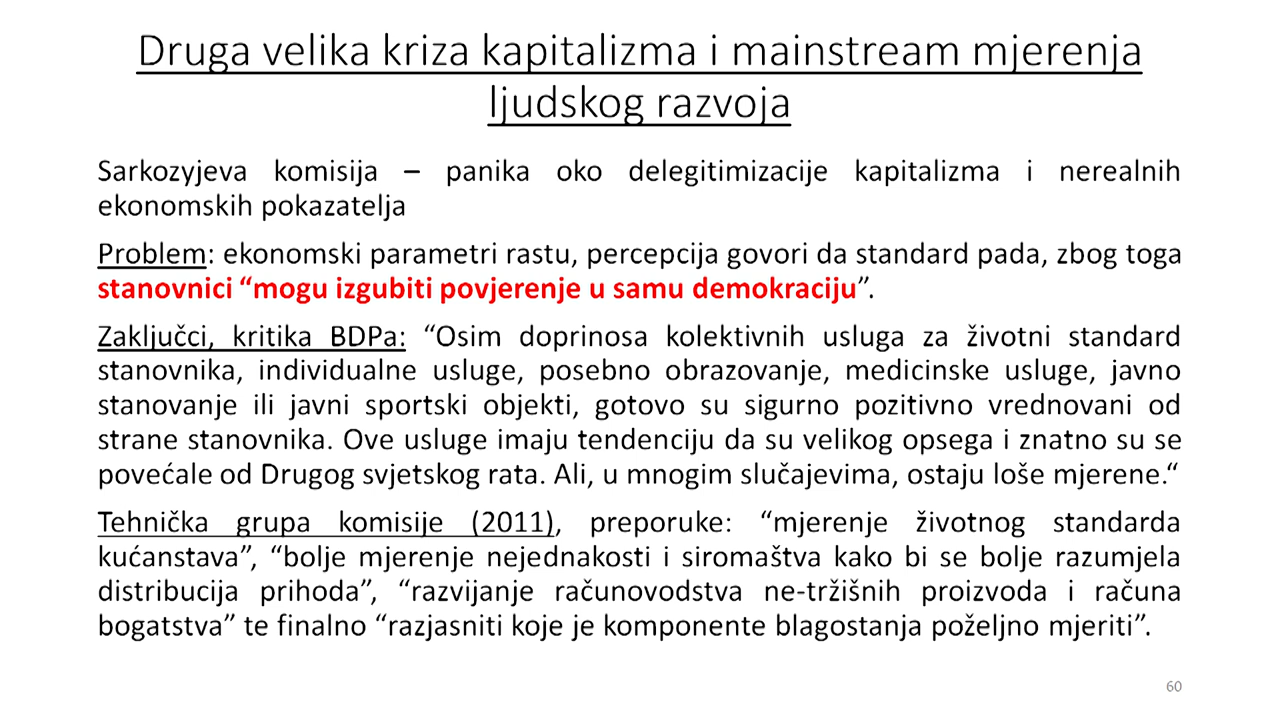 Druga velika kriza kapitalizma i mainstream mjerenja
ljudskog razvoja
Sarkozyjeva komisija – panika oko delegitimizacije kapitalizma i nerealnih
ekonomskih pokazatelja
Problem: ekonomski parametri rastu, percepcija govori da standard pada, zbog toga
stanovnici “mogu izgubiti povjerenje u samu demokraciju”.
Zaključci, kritika BDPa: “Osim doprinosa kolektivnih usluga za životni standard
stanovnika, individualne usluge, posebno obrazovanje, medicinske usluge, javno
stanovanje ili javni sportski objekti, gotovo su sigurno pozitivno vrednovani od
strane stanovnika. Ove usluge imaju tendenciju da su velikog opsega i znatno su se
povećale od Drugog svjetskog rata. Ali, u mnogim slučajevima, ostaju loše mjerene.“
Tehnička grupa komisije (2011), preporuke: “mjerenje životnog standarda
kućanstava”, “bolje mjerenje nejednakosti i siromaštva kako bi se bolje razumjela
distribucija prihoda”, “razvijanje računovodstva ne-tržišnih proizvoda i računa
bogatstva” te finalno “razjasniti koje je komponente blagostanja poželjno mjeriti”.
60